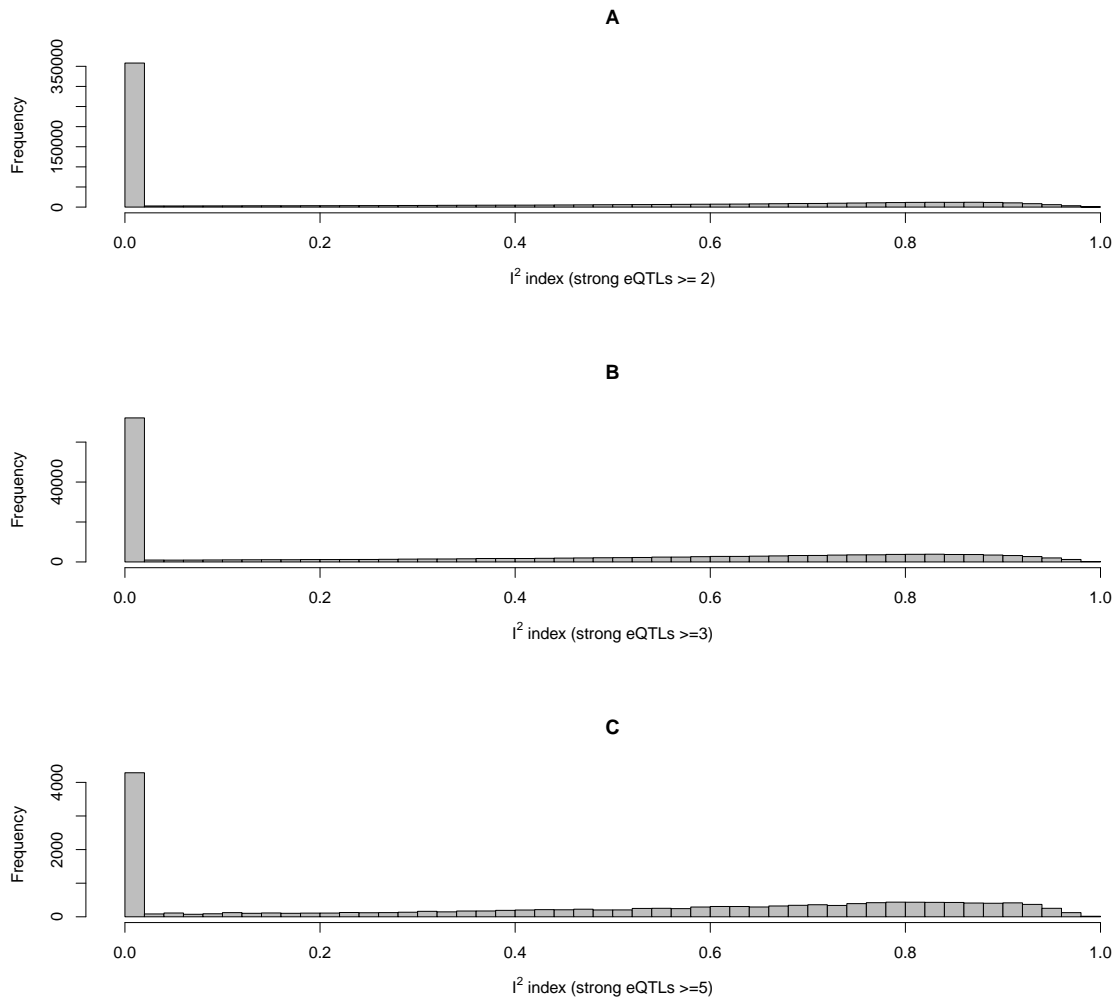 A
Frequency
0
150000
350000
0.0 0.2 0.4 0.6 0.8 1.0
I² index (strong eQTLs >= 2)
B
Frequency
0
40000
0.0 0.2 0.4 0.6 0.8 1.0
I² index (strong eQTLs >=3)
C
Frequency
0
2000
4000
0.0 0.2 0.4 0.6 0.8 1.0
I² index (strong eQTLs >=5)